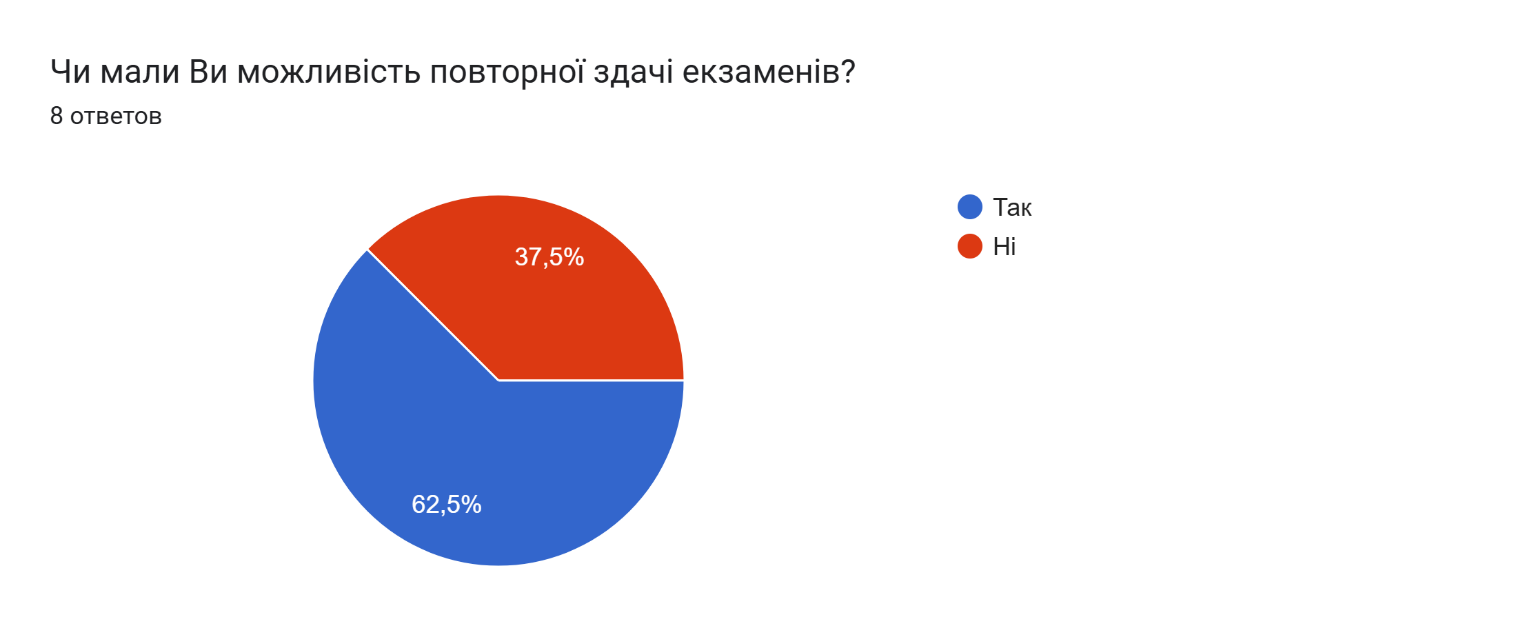 Чи мали Ви можливість повторної здачі екзаменів?
8 ответов
Так
Ні
37,5%
62,5%